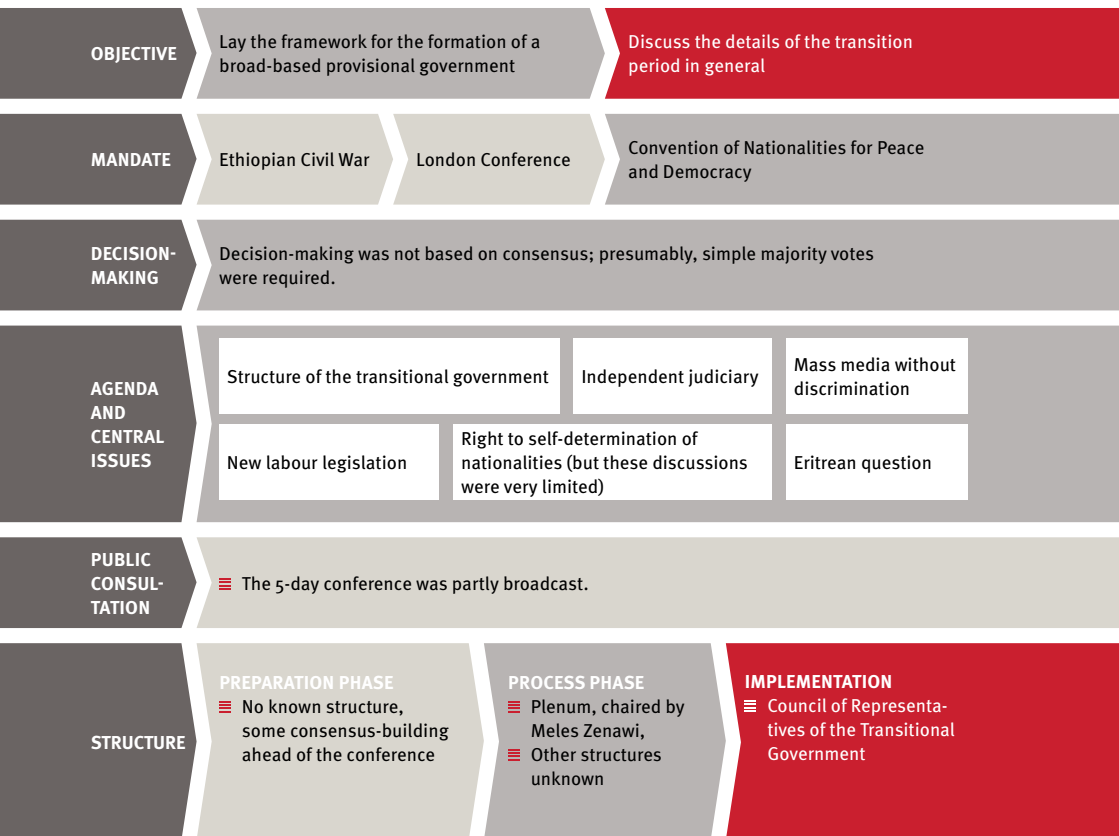 OBJECTIVE
Lay the framework for the formation of a
broad-based provisional government
Discuss the details of the transition
period in general
MANDATE
Ethiopian Civil War
London Conference
Convention of Nationalities for Peace
and Democracy
DECISION-
MAKING
Decision-making was not based on consensus; presumably, simple majority votes
were required.
AGENDA
AND
CENTRAL
ISSUES
Structure of the transitional government
Independent judiciary
Mass media without
discrimination
New labour legislation
Right to self-determination of
nationalities (but these discussions
were very limited)
Eritrean question
PUBLIC
CONSUL-
TATION
The 5-day conference was partly broadcast.
STRUCTURE
PREPARATION PHASE
No known structure,
some consensus-building
ahead of the conference
PROCESS PHASE
Plenum, chaired by
Meles Zenawi,
Other structures
unknown
IMPLEMENTATION
Council of Representa-
tives of the Transitional
Government